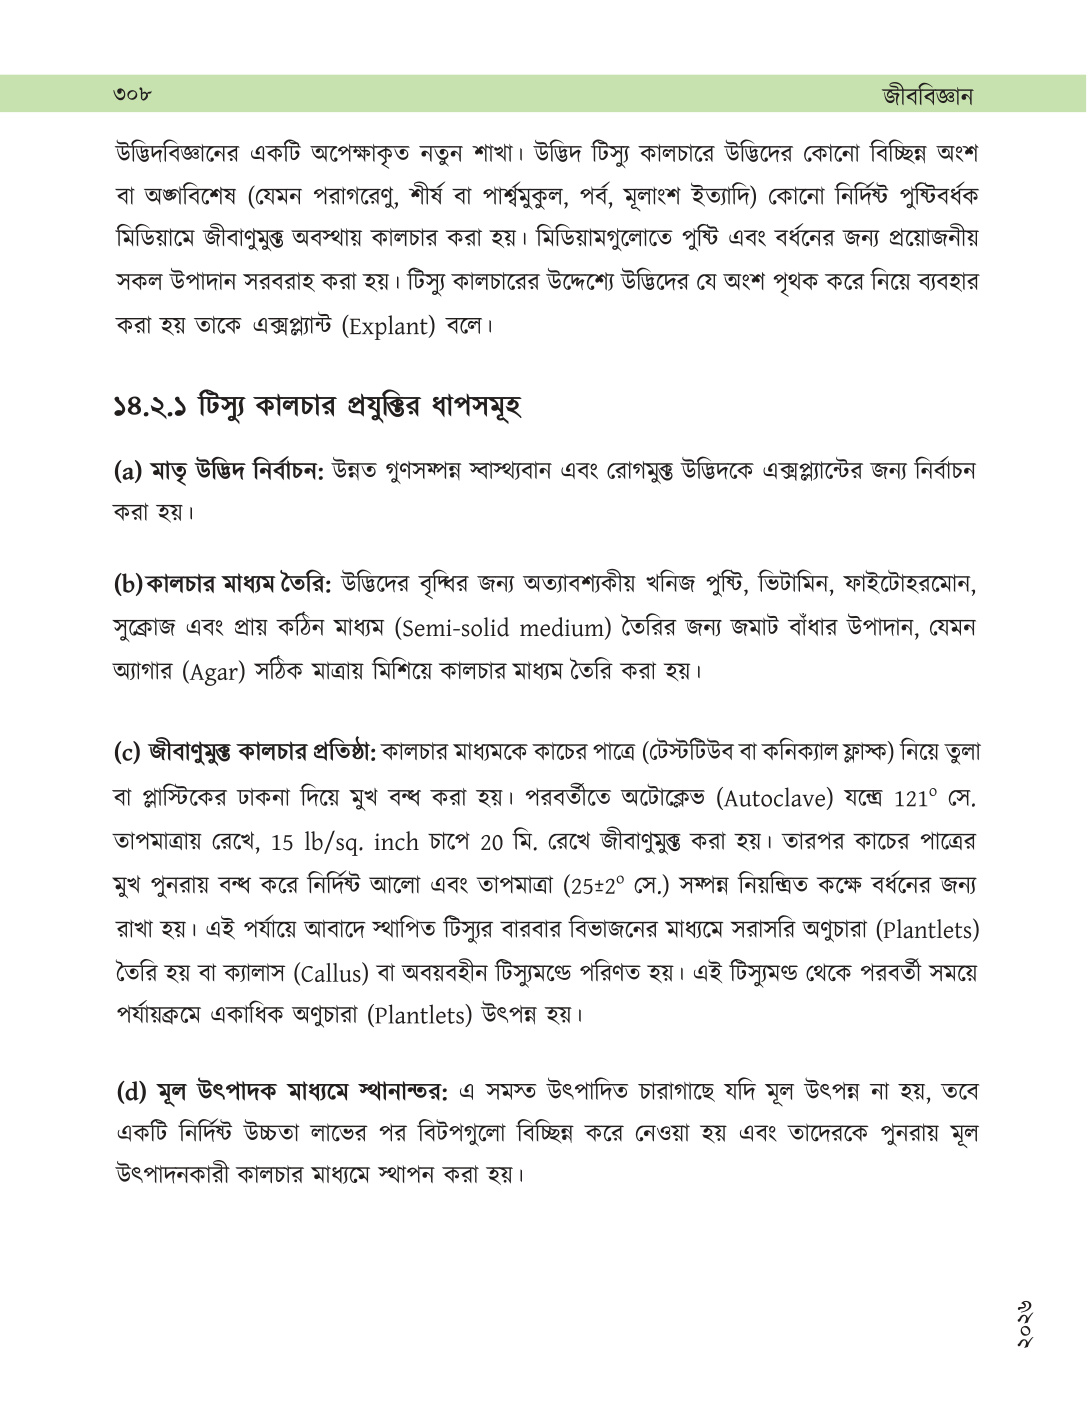 ৩০৮
জীববিজ্ঞান
উদ্ভিদবিজ্ঞানের একটি অপেক্ষাকৃত নতুন শাখা। উদ্ভিদ টিস্যু কালচারে উদ্ভিদের কোনো বিচ্ছিন্ন অংশ
বা অঙ্গবিশেষ (যেমন পরাগরেণু, শীর্ষ বা পার্শ্বমুকুল, পর্ব, মূলাংশ ইত্যাদি) কোনো নির্দিষ্ট পুষ্টিবর্ধক
মিডিয়ামে জীবাণুমুক্ত অবস্থায় কালচার করা হয়। মিডিয়ামগুলোতে পুষ্টি এবং বর্ধনের জন্য প্রয়োজনীয়
সকল উপাদান সরবরাহ করা হয়। টিস্যু কালচারের উদ্দেশ্যে উদ্ভিদের যে অংশ পৃথক করে নিয়ে ব্যবহার
করা হয় তাকে এক্সপ্ল্যান্ট (Explant) বলে।
১৪.২.১ টিস্যু কালচার প্রযুক্তির ধাপসমূহ
(a) মাতৃ উদ্ভিদ নির্বাচন: উন্নত গুণসম্পন্ন স্বাস্থ্যবান এবং রোগমুক্ত উদ্ভিদকে এক্সপ্ল্যান্টের জন্য নির্বাচন
করা হয়।
(b) কালচার মাধ্যম তৈরি: উদ্ভিদের বৃদ্ধির জন্য অত্যাবশ্যকীয় খনিজ পুষ্টি, ভিটামিন, ফাইটোহরমোন,
সুক্রোজ এবং প্রায় কঠিন মাধ্যম (Semi-solid medium) তৈরির জন্য জমাট বাঁধার উপাদান, যেমন
অ্যাগার (Agar) সঠিক মাত্রায় মিশিয়ে কালচার মাধ্যম তৈরি করা হয়।
(c) জীবাণুমুক্ত কালচার প্রতিষ্ঠা: কালচার মাধ্যমকে কাচের পাত্রে (টেস্টটিউব বা কনিক্যাল ফ্লাস্ক) নিয়ে তুলা
বা প্লাস্টিকের ঢাকনা দিয়ে মুখ বন্ধ করা হয়। পরবর্তীতে অটোক্লেভ (Autoclave) যন্ত্রে 121° সে.
তাপমাত্রায় রেখে, 15 lb/sq. inch চাপে 20 মি. রেখে জীবাণুমুক্ত করা হয়। তারপর কাচের পাত্রের
মুখ পুনরায় বন্ধ করে নির্দিষ্ট আলো এবং তাপমাত্রা (25±2° সে.) সম্পন্ন নিয়ন্ত্রিত কক্ষে বর্ধনের জন্য
রাখা হয়। এই পর্যায়ে আবাদে স্থাপিত টিস্যুর বারবার বিভাজনের মাধ্যমে সরাসরি অণুচারা (Plantlets)
তৈরি হয় বা ক্যালাস (Callus) বা অবয়বহীন টিস্যুমণ্ডে পরিণত হয়। এই টিস্যুমণ্ড থেকে পরবর্তী সময়ে
পর্যায়ক্রমে একাধিক অণুচারা (Plantlets) উৎপন্ন হয়।
(d) মূল উৎপাদক মাধ্যমে স্থানান্তর: এ সমস্ত উৎপাদিত চারাগাছে যদি মূল উৎপন্ন না হয়, তবে
একটি নির্দিষ্ট উচ্চতা লাভের পর বিটপগুলো বিচ্ছিন্ন করে নেওয়া হয় এবং তাদেরকে পুনরায় মূল
উৎপাদনকারী কালচার মাধ্যমে স্থাপন করা হয়।
২০২৬